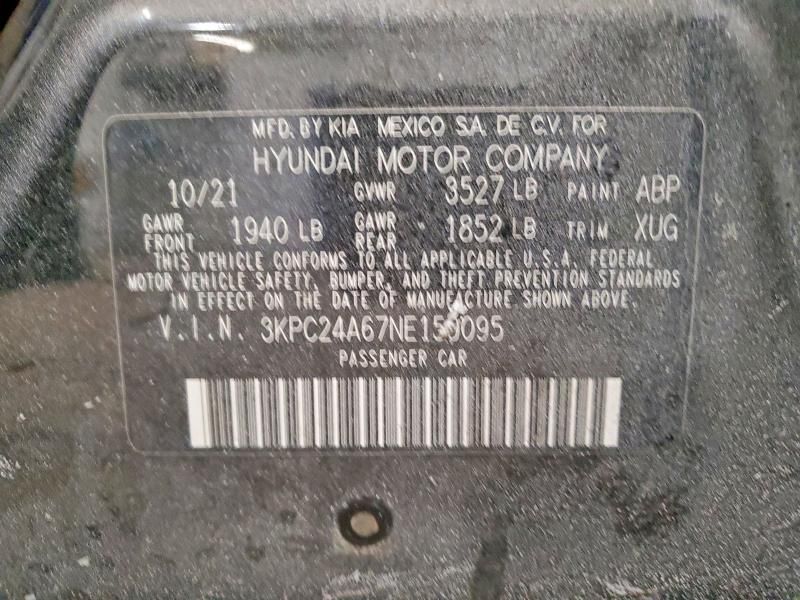 MFD. BY KIA MEXICO S.A. DE C.V. FOR
HYUNDAI MOTOR COMPANY
10/21 GVWR 3527 LB PAINT ABP
GAWR FRONT 1940 LB GAWR REAR 1852 LB TRIM XUG
THIS VEHICLE CONFORMS TO ALL APPLICABLE U.S.A. FEDERAL
MOTOR VEHICLE SAFETY, BUMPER, AND THEFT PREVENTION STANDARDS
IN EFFECT ON THE DATE OF MANUFACTURE SHOWN ABOVE.
V.I.N. 3KPC24A67NE159095
PASSENGER CAR